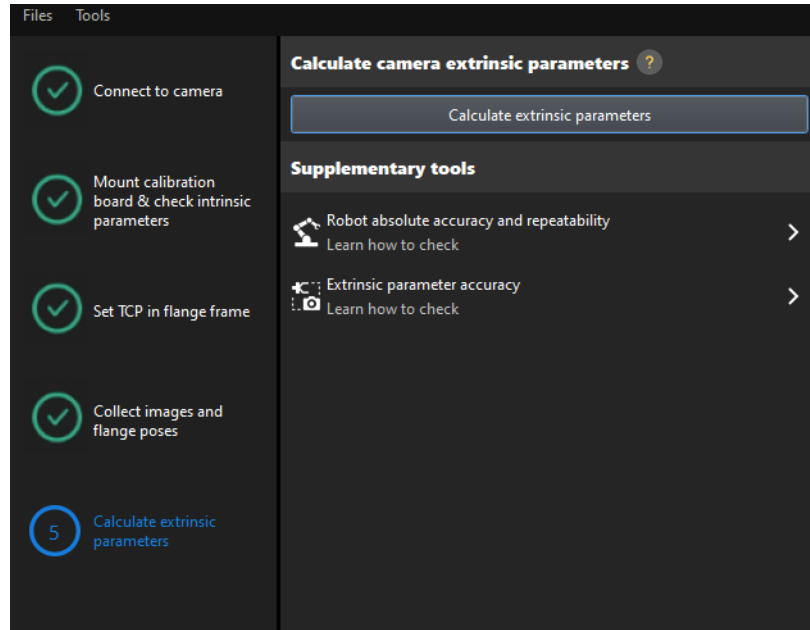 Files Tools
Connect to camera
Mount calibration
board & check intrinsic
parameters
Set TCP in flange frame
Collect images and
flange poses
5
Calculate extrinsic
parameters
Calculate camera extrinsic parameters ?
Calculate extrinsic parameters
Supplementary tools
Robot absolute accuracy and repeatability
Learn how to check
Extrinsic parameter accuracy
Learn how to check